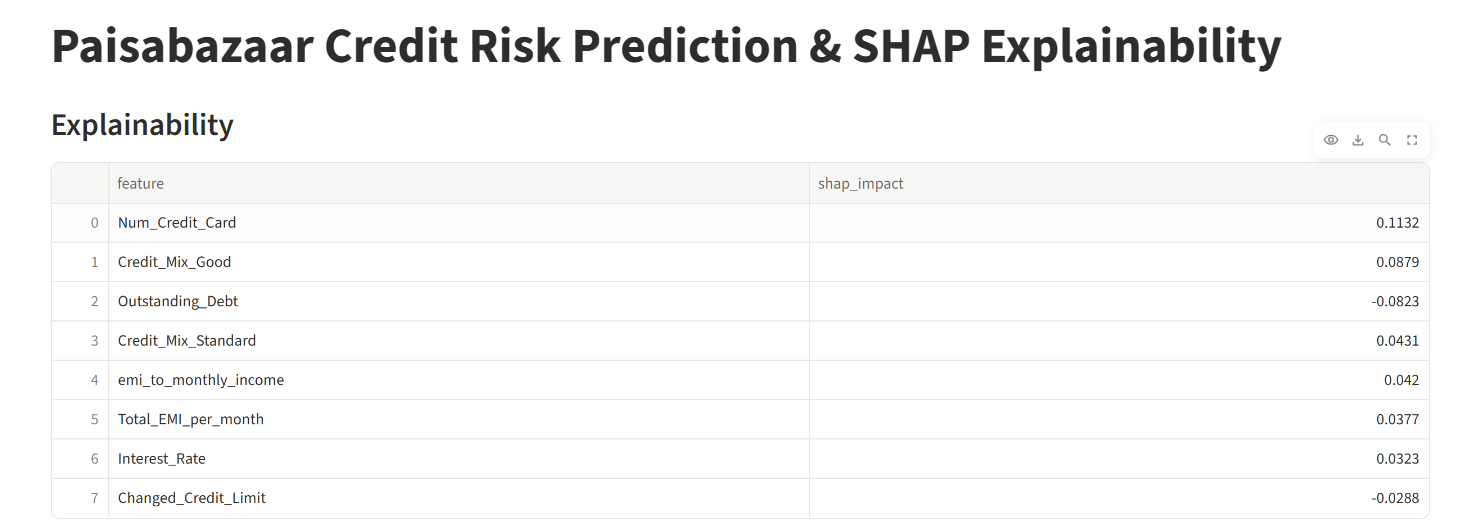 Paisabazaar Credit Risk Prediction & SHAP Explainability
Explainability
feature shap_impact
0 Num_Credit_Card 0.1132
1 Credit_Mix_Good 0.0879
2 Outstanding_Debt -0.0823
3 Credit_Mix_Standard 0.0431
4 emi_to_monthly_income 0.042
5 Total_EMI_per_month 0.0377
6 Interest_Rate 0.0323
7 Changed_Credit_Limit -0.0288